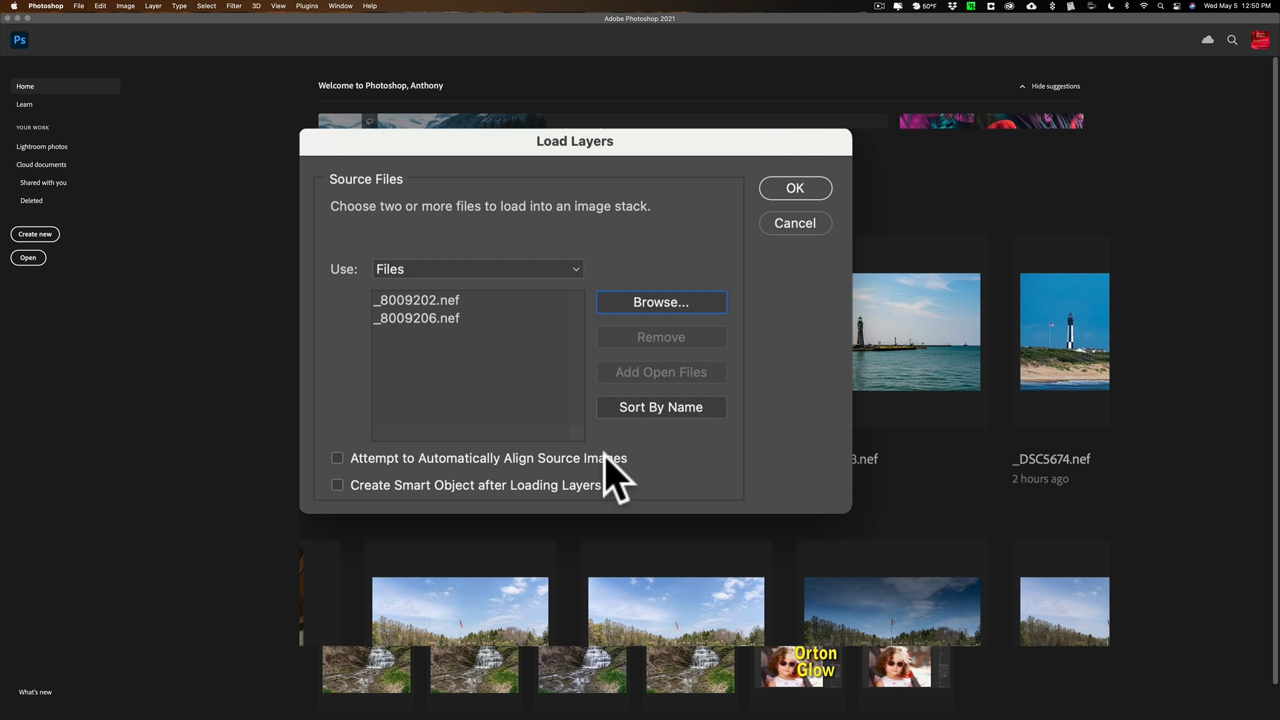 Photoshop File Edit Image Layer Type Select Filter 3D View Plugins Window Help 50°F Wed May 5 12:50 PM
Adobe Photoshop 2021
Ps
Home
Welcome to Photoshop, Anthony
Hide suggestions
Learn
YOUR WORK
Lightroom photos
Cloud documents
Shared with you
Deleted
Create new
Open
Load Layers
Source Files
Choose two or more files to load into an image stack.
OK
Cancel
Use: Files
_8009202.nef
_8009206.nef
Browse...
Remove
Add Open Files
Sort By Name
Attempt to Automatically Align Source Images
Create Smart Object after Loading Layers
3.nef
_DSC5674.nef
2 hours ago
Orton
Glow
What's new